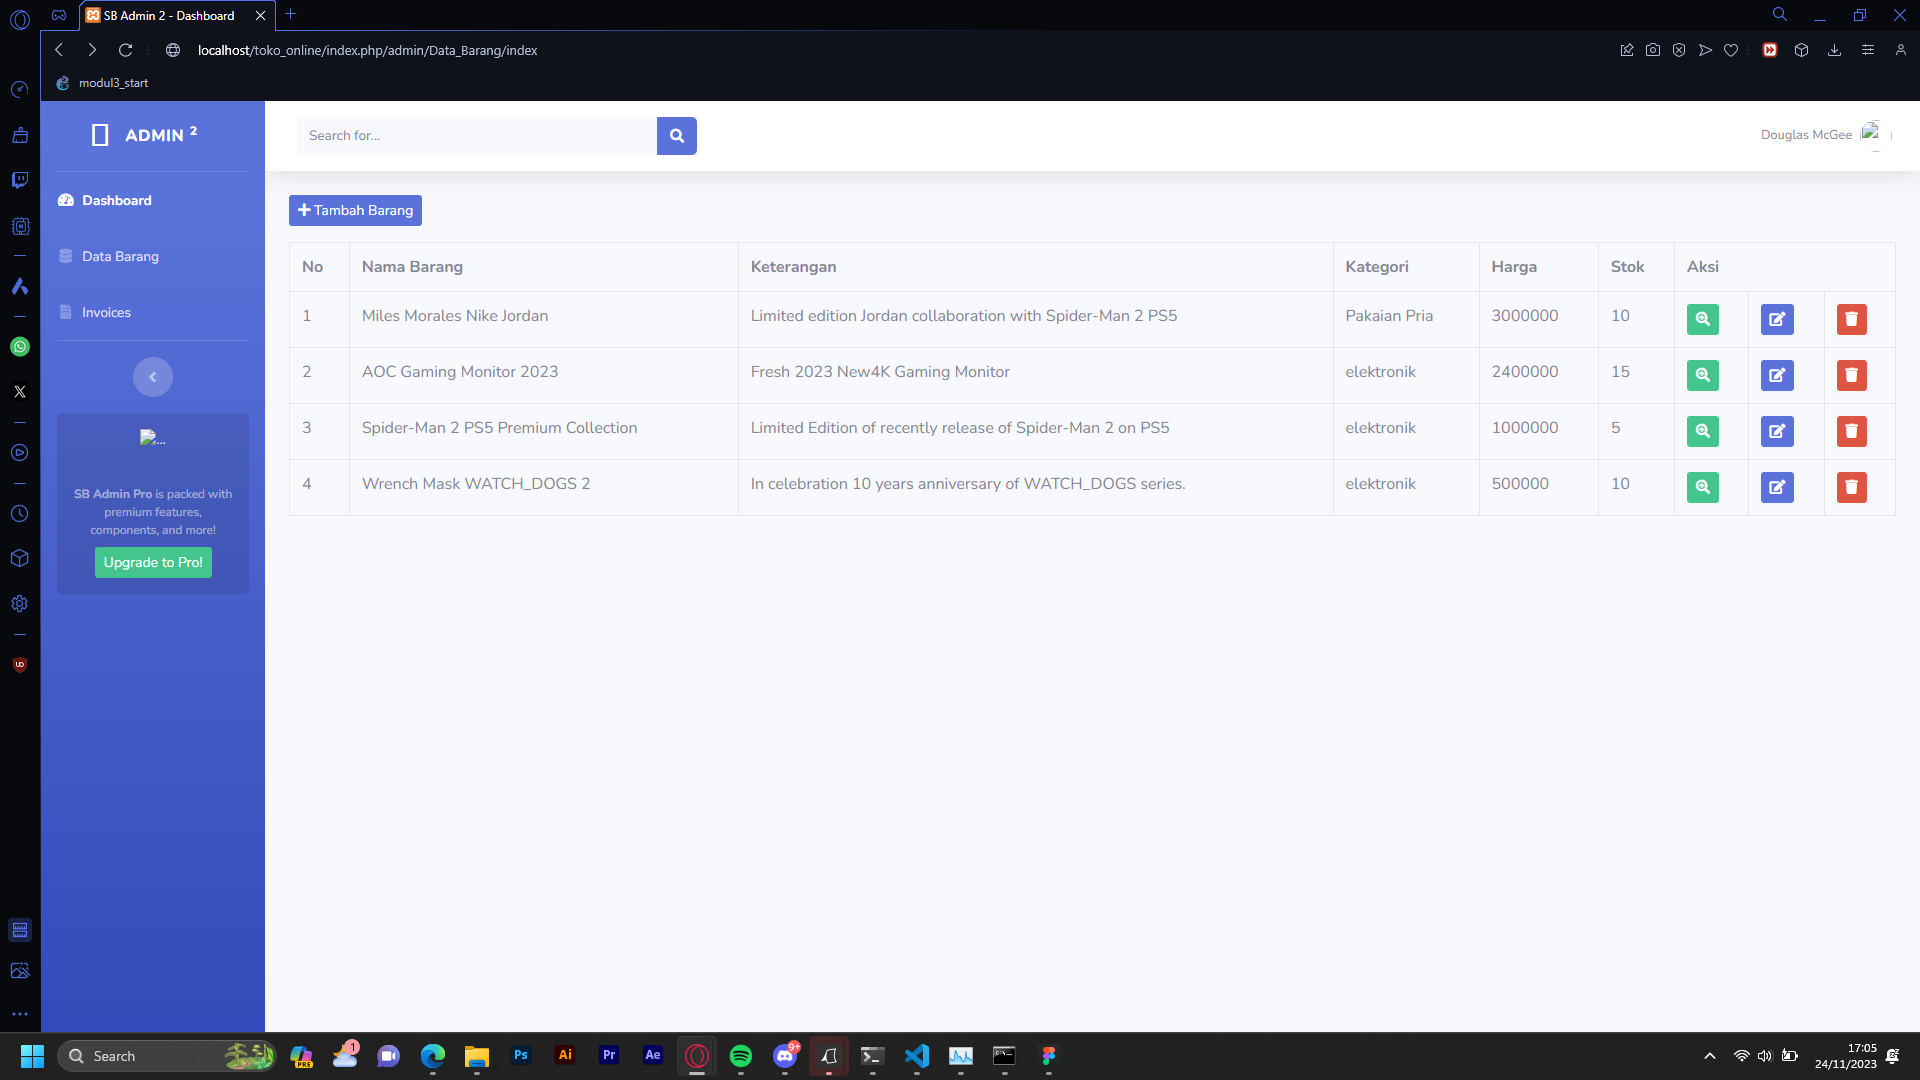 SB Admin 2 - Dashboard
localhost/toko_online/index.php/admin/Data_Barang/index
modul3_start
ADMIN 2
Search for...
Douglas McGee
Dashboard
Data Barang
Invoices
...
SB Admin Pro is packed with
premium features,
components, and more!
Upgrade to Pro!
Tambah Barang
No Nama Barang Keterangan Kategori Harga Stok Aksi
1 Miles Morales Nike Jordan Limited edition Jordan collaboration with Spider-Man 2 PS5 Pakaian Pria 3000000 10
2 AOC Gaming Monitor 2023 Fresh 2023 New4K Gaming Monitor elektronik 2400000 15
3 Spider-Man 2 PS5 Premium Collection Limited Edition of recently release of Spider-Man 2 on PS5 elektronik 1000000 5
4 Wrench Mask WATCH_DOGS 2 In celebration 10 years anniversary of WATCH_DOGS series. elektronik 500000 10
Search
PRE
1
Ps
Ai
Pr
Ae
9+
17:05
24/11/2023